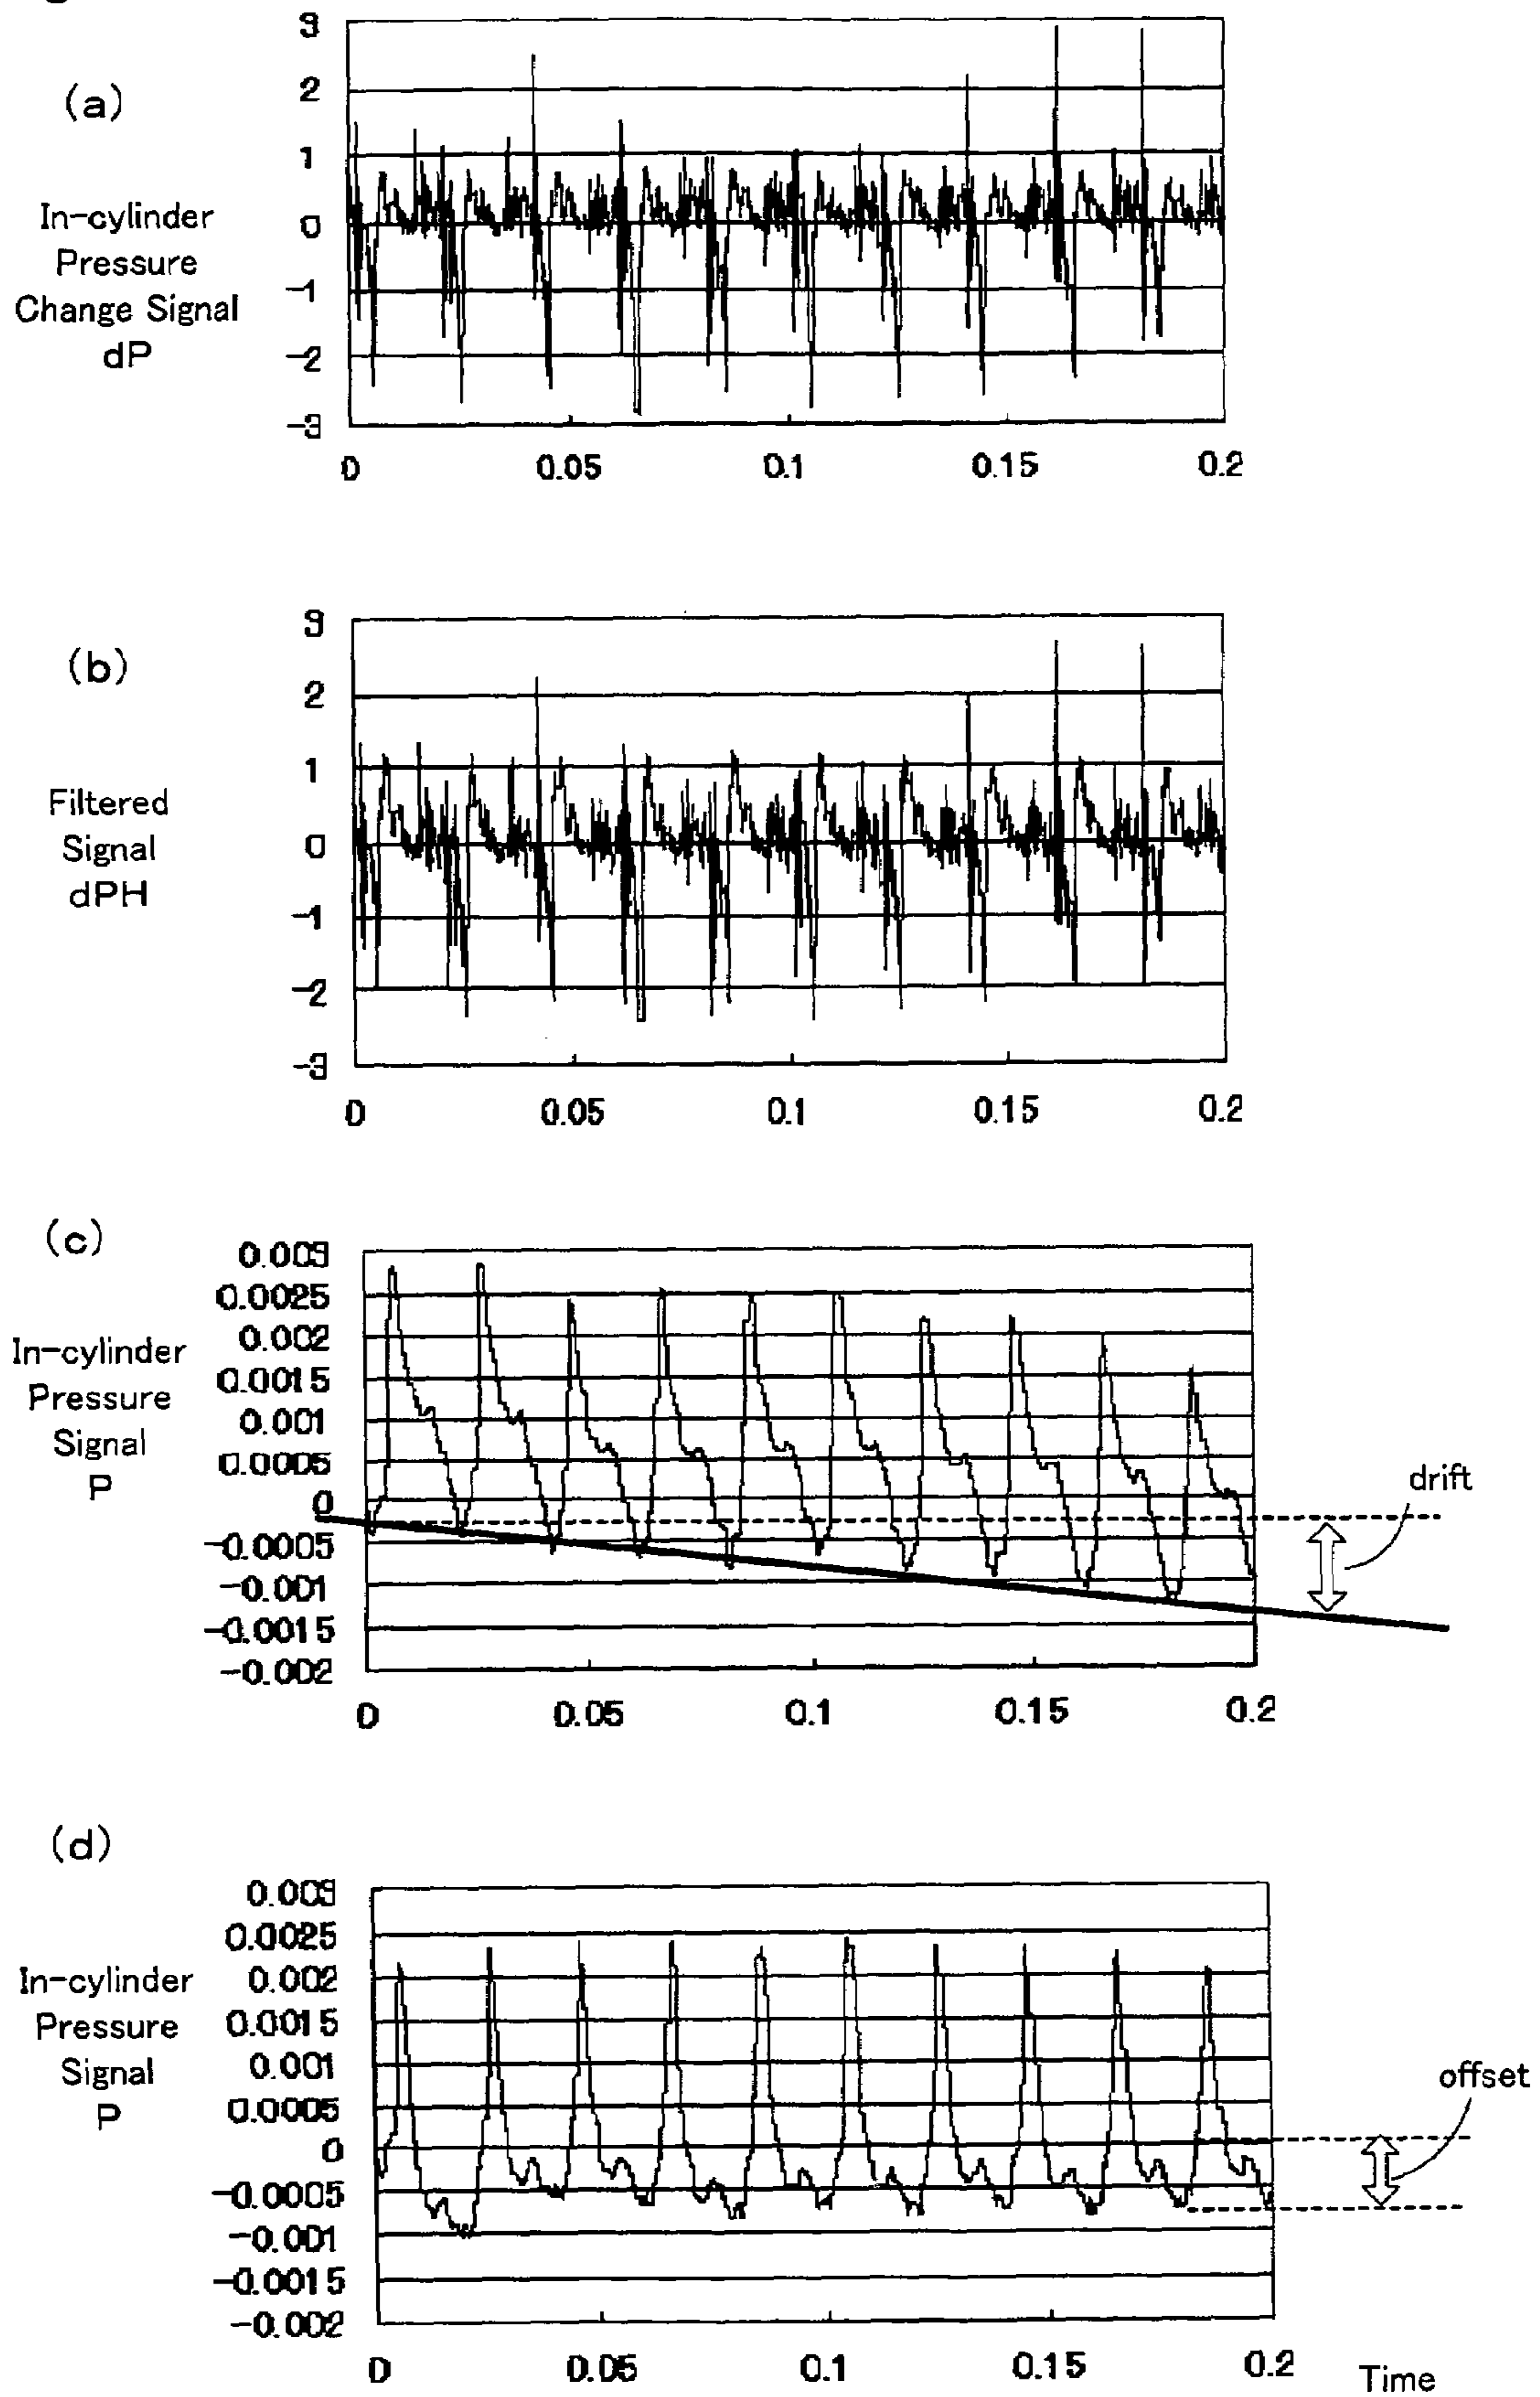 (a)
In-cylinder
Pressure
Change Signal
dP
3
2
1
0
-1
-2
-3
0 0.05 0.1 0.15 0.2
(b)
Filtered
Signal
dPH
3
2
1
0
-1
-2
-3
0 0.05 0.1 0.15 0.2
(c)
In-cylinder
Pressure
Signal
P
0.003
0.0025
0.002
0.0015
0.001
0.0005
0
-0.0005
-0.001
-0.0015
-0.002
0 0.05 0.1 0.15 0.2
drift
(d)
In-cylinder
Pressure
Signal
P
0.003
0.0025
0.002
0.0015
0.001
0.0005
0
-0.0005
-0.001
-0.0015
-0.002
0 0.05 0.1 0.15 0.2
offset
Time